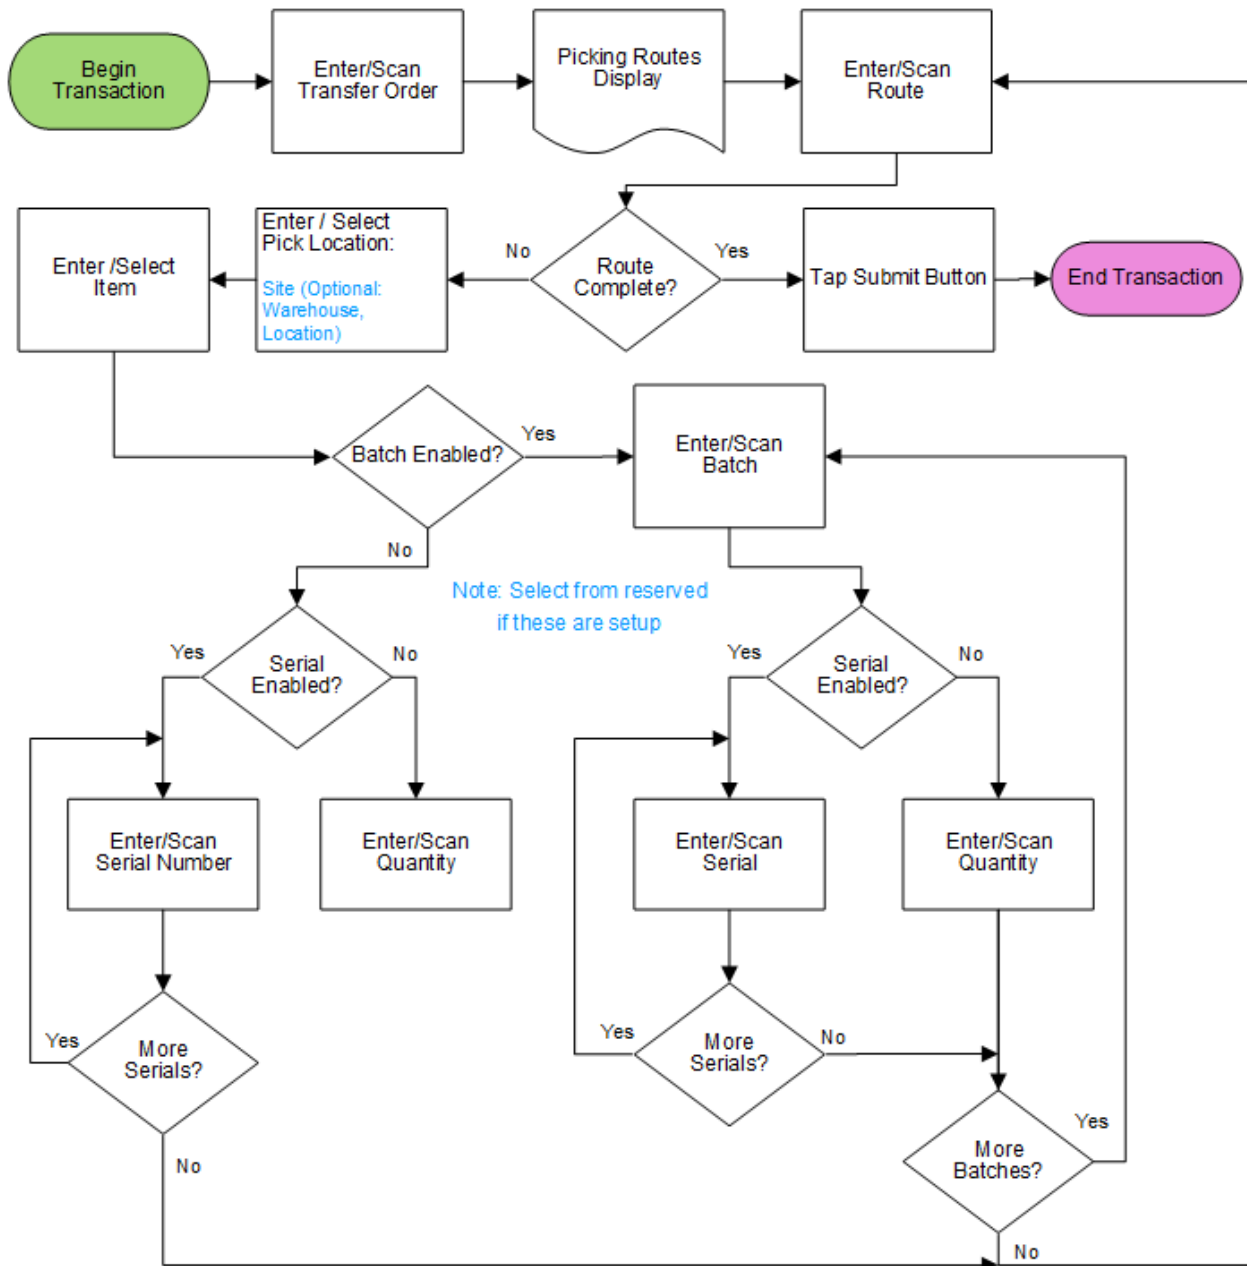 Begin
Transaction
Enter/Scan
Transfer Order
Picking Routes
Display
Enter/Scan
Route
Enter /Select
Item
Enter / Select
Pick Location:
Site (Optional:
Warehouse,
Location)
No
Route
Complete?
Yes
Tap Submit Button
End Transaction
Batch Enabled?
Yes
Enter/Scan
Batch
No
Note: Select from reserved
if these are setup
Yes
Serial
Enabled?
No
Yes
Serial
Enabled?
No
Enter/Scan
Serial Number
Enter/Scan
Quantity
Enter/Scan
Serial
Enter/Scan
Quantity
Yes
More
Serials?
No
Yes
More
Serials?
No
More
Batches?
Yes
No